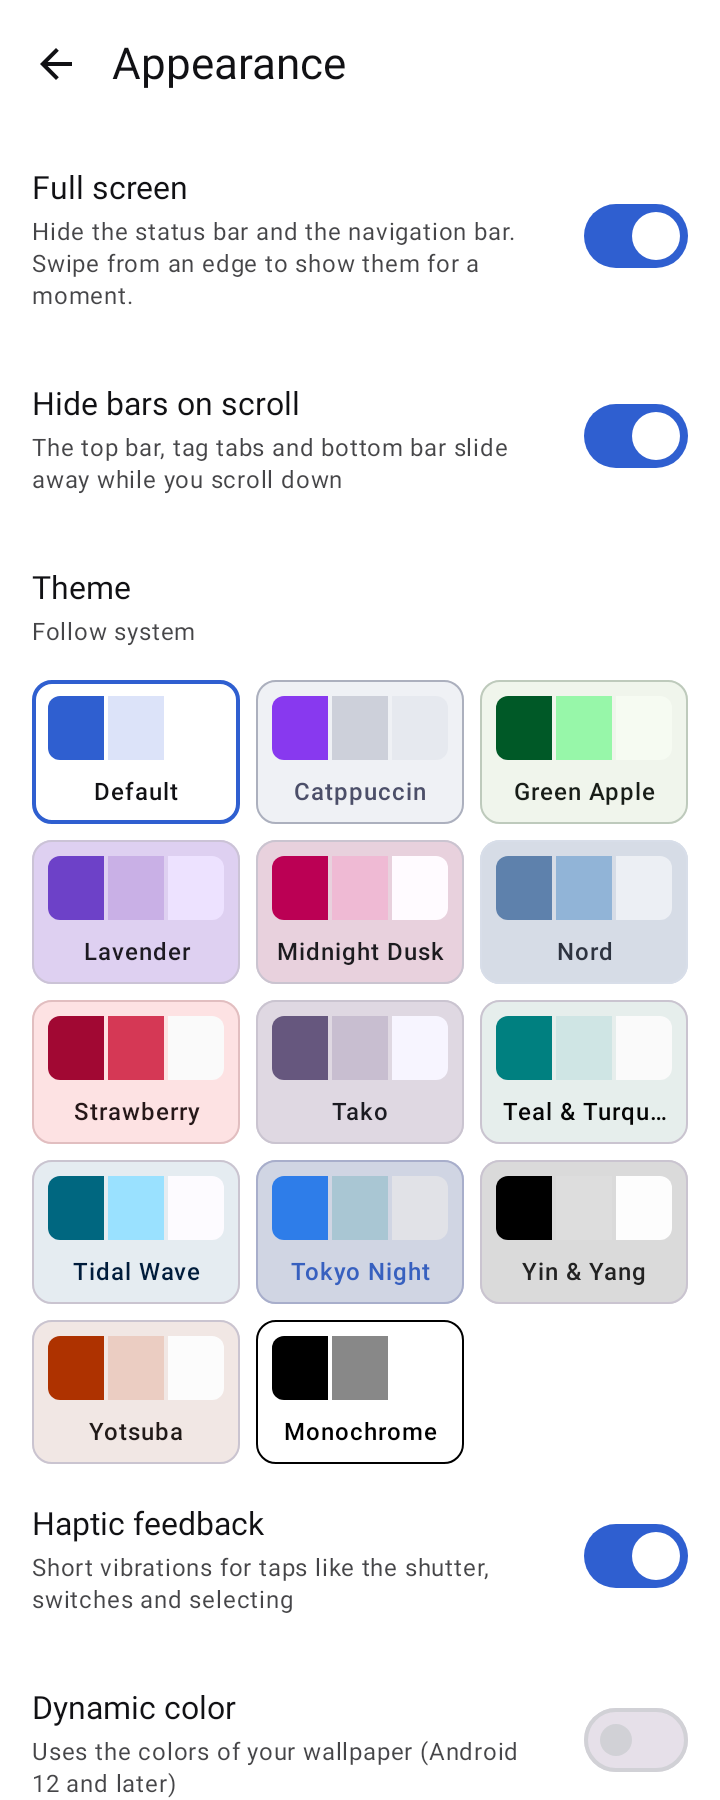 Appearance
Full screen
Hide the status bar and the navigation bar.
Swipe from an edge to show them for a
moment.
Hide bars on scroll
The top bar, tag tabs and bottom bar slide
away while you scroll down
Theme
Follow system
Default
Catppuccin
Green Apple
Lavender
Midnight Dusk
Nord
Strawberry
Tako
Teal & Turqu…
Tidal Wave
Tokyo Night
Yin & Yang
Yotsuba
Monochrome
Haptic feedback
Short vibrations for taps like the shutter,
switches and selecting
Dynamic color
Uses the colors of your wallpaper (Android
12 and later)